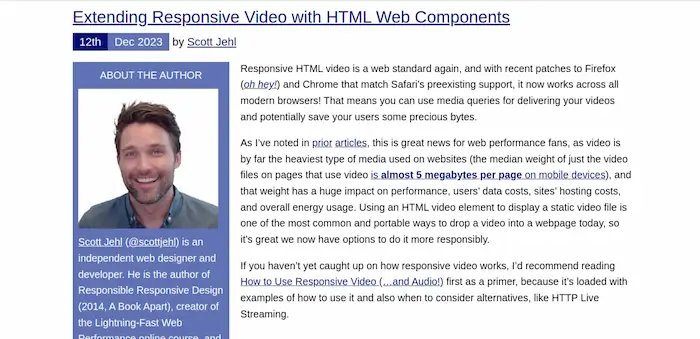 Extending Responsive Video with HTML Web Components
12th Dec 2023 by Scott Jehl
ABOUT THE AUTHOR
Scott Jehl (@scottjehl) is an
independent web designer and
developer. He is the author of
Responsible Responsive Design
(2014, A Book Apart), creator of
the Lightning-Fast Web
Performance online course, and
Responsive HTML video is a web standard again, and with recent patches to Firefox
(oh hey!) and Chrome that match Safari's preexisting support, it now works across all
modern browsers! That means you can use media queries for delivering your videos
and potentially save your users some precious bytes.
As I've noted in prior articles, this is great news for web performance fans, as video is
by far the heaviest type of media used on websites (the median weight of just the video
files on pages that use video is almost 5 megabytes per page on mobile devices), and
that weight has a huge impact on performance, users' data costs, sites' hosting costs,
and overall energy usage. Using an HTML video element to display a static video file is
one of the most common and portable ways to drop a video into a webpage today, so
it's great we now have options to do it more responsibly.
If you haven't yet caught up on how responsive video works, I'd recommend reading
How to Use Responsive Video (…and Audio!) first as a primer, because it's loaded with
examples of how to use it and also when to consider alternatives, like HTTP Live
Streaming.